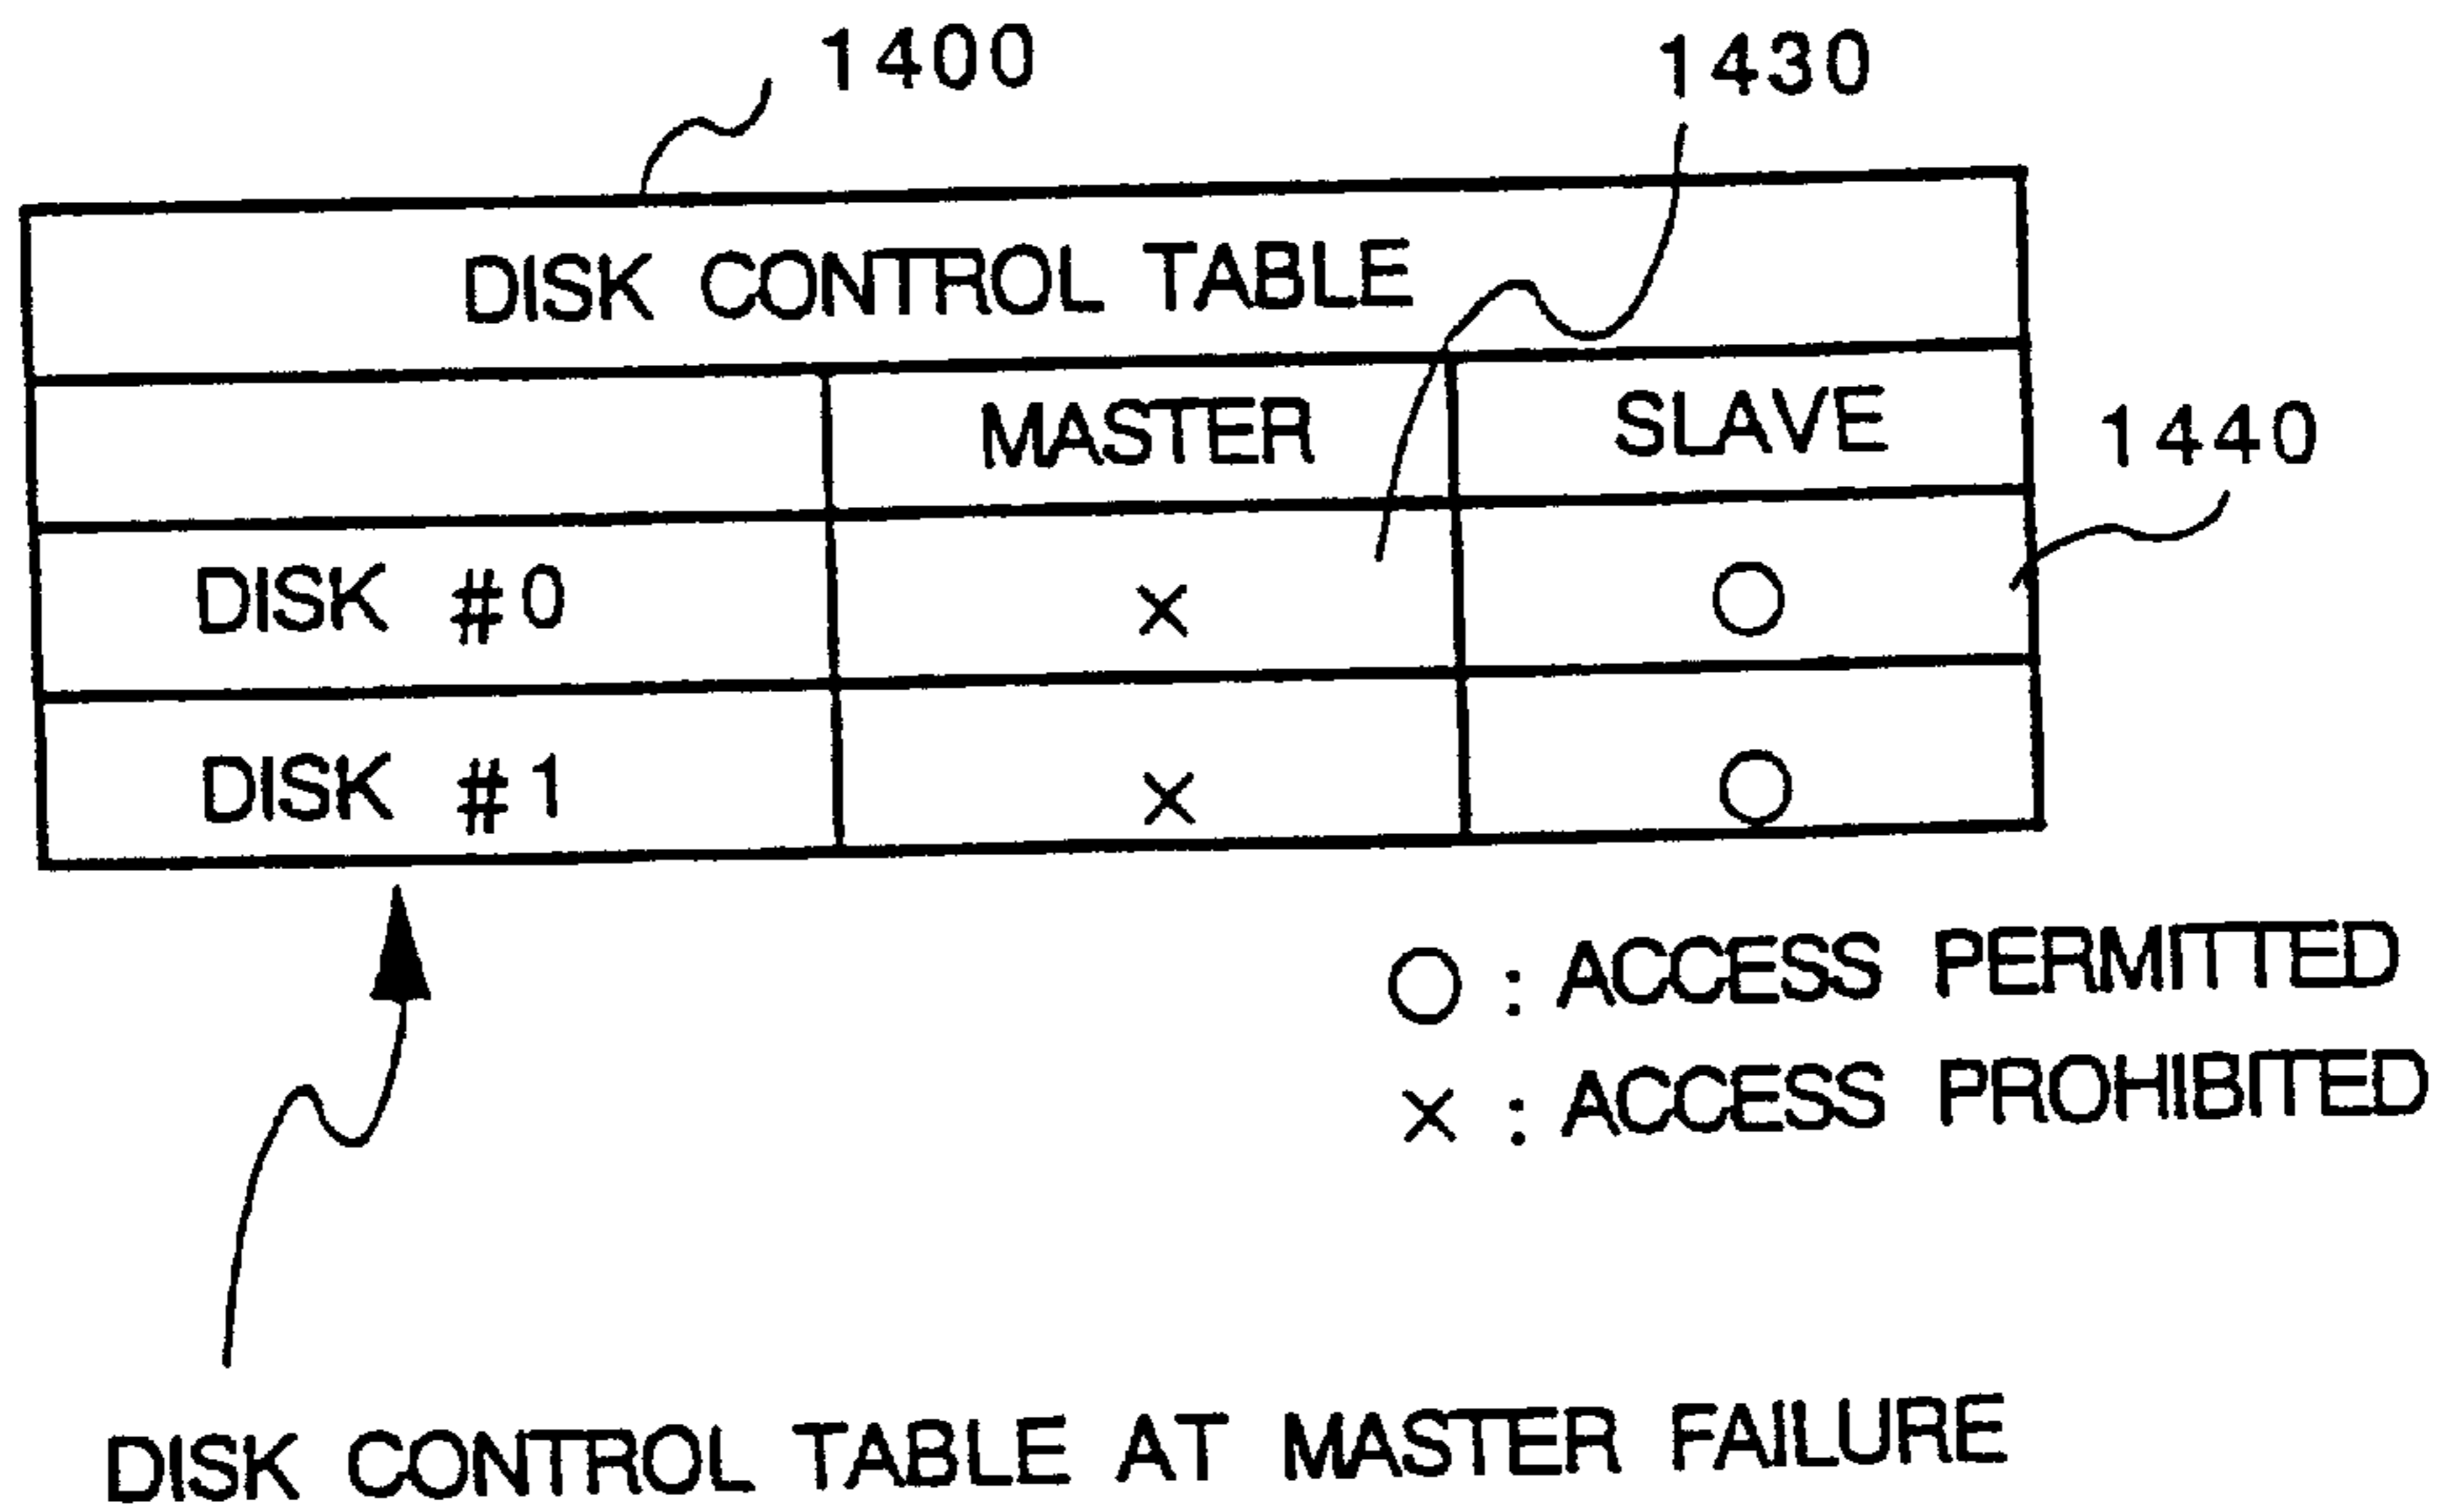 1400
1430
DISK CONTROL TABLE
MASTER SLAVE
1440
DISK #0 × ○
DISK #1 × ○
○ : ACCESS PERMITTED
× : ACCESS PROHIBITED
DISK CONTROL TABLE AT MASTER FAILURE